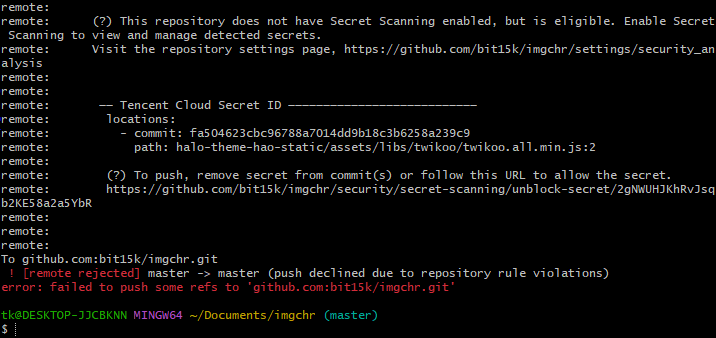 remote:
remote:      (?) This repository does not have Secret Scanning enabled, but is eligible. Enable Secret
 Scanning to view and manage detected secrets.
remote:      Visit the repository settings page, https://github.com/bit15k/imgchr/settings/security_an
alysis
remote:
remote:
remote:       —— Tencent Cloud Secret ID ———————————————————————————
remote:        locations:
remote:          - commit: fa504623cbc96788a7014dd9b18c3b6258a239c9
remote:            path: halo-theme-hao-static/assets/libs/twikoo/twikoo.all.min.js:2
remote:
remote:        (?) To push, remove secret from commit(s) or follow this URL to allow the secret.
remote:        https://github.com/bit15k/imgchr/security/secret-scanning/unblock-secret/2gNWUHJKhRvJsq
b2KE58a2a5YbR
remote:
remote:
remote:
To github.com:bit15k/imgchr.git
 ! [remote rejected] master -> master (push declined due to repository rule violations)
error: failed to push some refs to 'github.com:bit15k/imgchr.git'
tk@DESKTOP-JJCBKNN MINGW64 ~/Documents/imgchr (master)
$